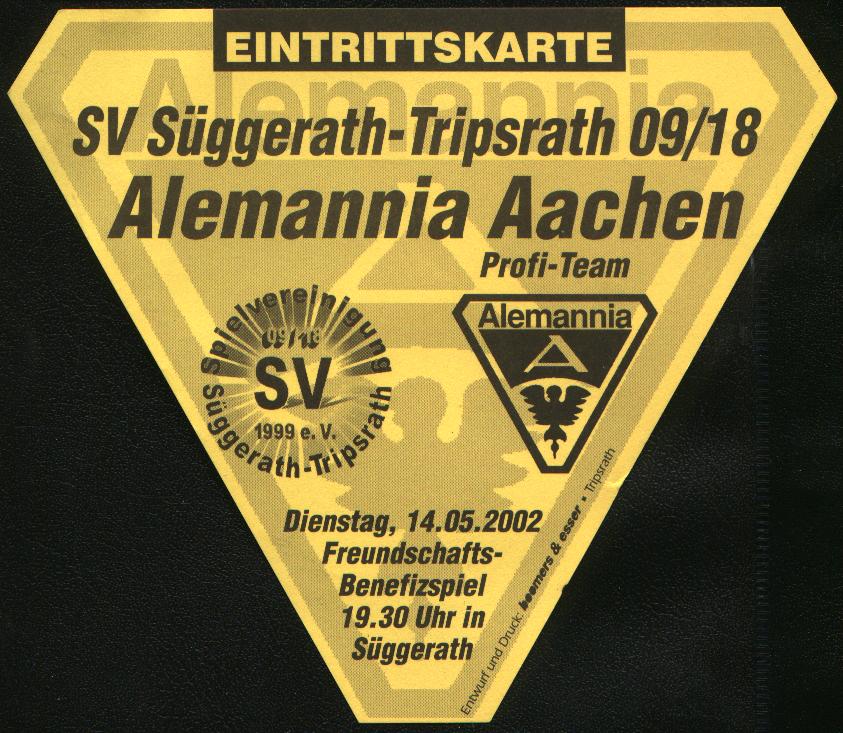 EINTRITTSKARTE
Alemannia
SV Süggerath-Tripsrath 09/18
Alemannia Aachen
Profi-Team
Spielvereinigung
09/18
SV
1999 e. V.
Süggerath-Tripsrath
Alemannia
A
Dienstag, 14.05.2002
Freundschafts-
Benefizspiel
19.30 Uhr in
Süggerath
Entwurf und Druck: beemers & esser • Tripsrath